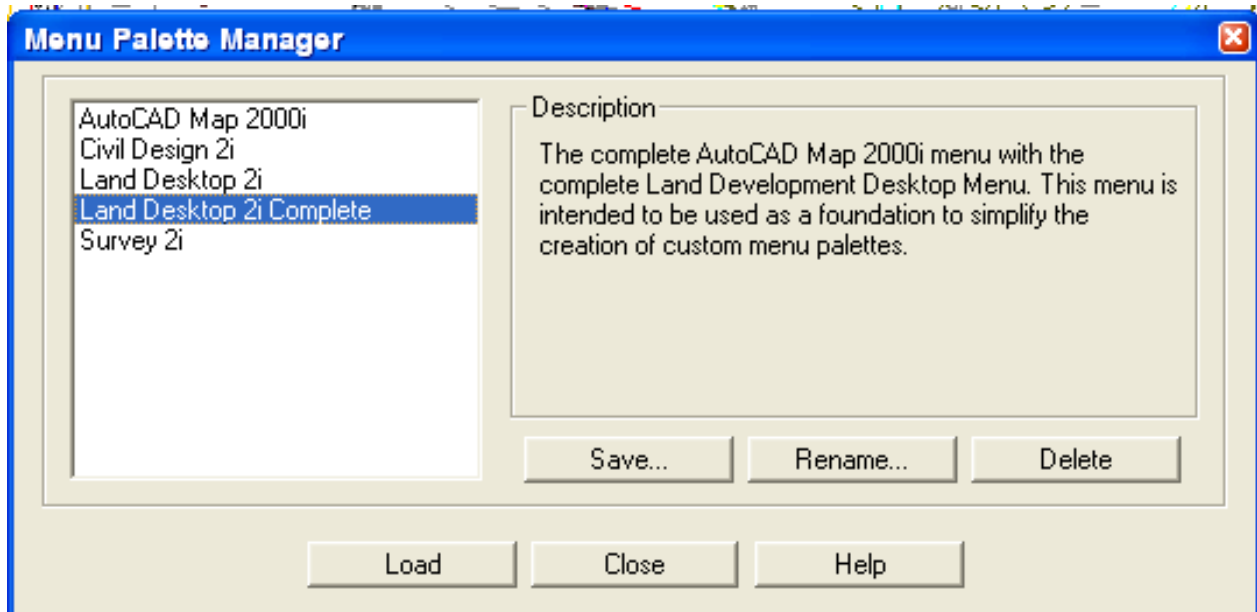 Menu Palette Manager
AutoCAD Map 2000i
Civil Design 2i
Land Desktop 2i
Land Desktop 2i Complete
Survey 2i
Description
The complete AutoCAD Map 2000i menu with the
complete Land Development Desktop Menu. This menu is
intended to be used as a foundation to simplify the
creation of custom menu palettes.
Save... Rename... Delete
Load Close Help